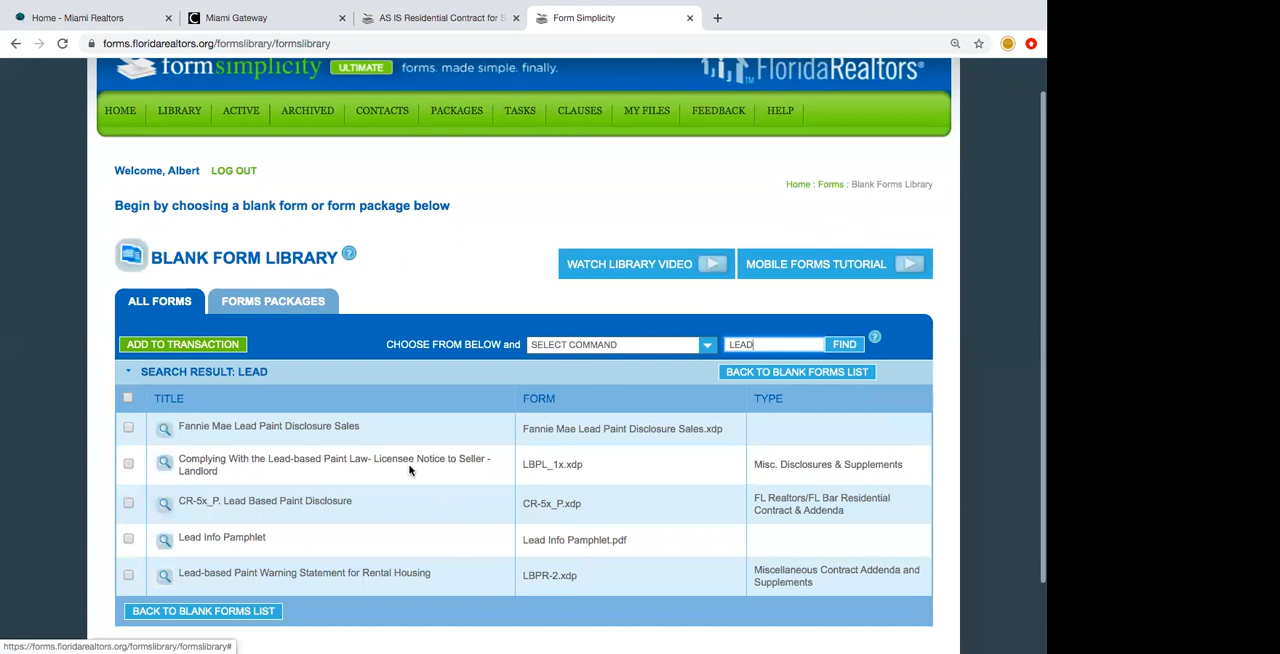 Home - Miami Realtors
Miami Gateway
AS IS Residential Contract for S
Form Simplicity
forms.floridarealtors.org/formslibrary/formslibrary
formsimplicity ULTIMATE forms. made simple. finally.
FloridaRealtors®
HOME LIBRARY ACTIVE ARCHIVED CONTACTS PACKAGES TASKS CLAUSES MY FILES FEEDBACK HELP
Welcome, Albert LOG OUT
Home : Forms : Blank Forms Library
Begin by choosing a blank form or form package below
BLANK FORM LIBRARY ?
WATCH LIBRARY VIDEO
MOBILE FORMS TUTORIAL
ALL FORMS FORMS PACKAGES
ADD TO TRANSACTION CHOOSE FROM BELOW and SELECT COMMAND LEAD FIND ?
SEARCH RESULT: LEAD BACK TO BLANK FORMS LIST
TITLE FORM TYPE
Fannie Mae Lead Paint Disclosure Sales Fannie Mae Lead Paint Disclosure Sales.xdp
Complying With the Lead-based Paint Law- Licensee Notice to Seller -
Landlord
LBPL_1x.xdp Misc. Disclosures & Supplements
CR-5x_P. Lead Based Paint Disclosure CR-5x_P.xdp
FL Realtors/FL Bar Residential
Contract & Addenda
Lead Info Pamphlet Lead Info Pamphlet.pdf
Lead-based Paint Warning Statement for Rental Housing LBPR-2.xdp
Miscellaneous Contract Addenda and
Supplements
BACK TO BLANK FORMS LIST
https://forms.floridarealtors.org/formslibrary/formslibrary#